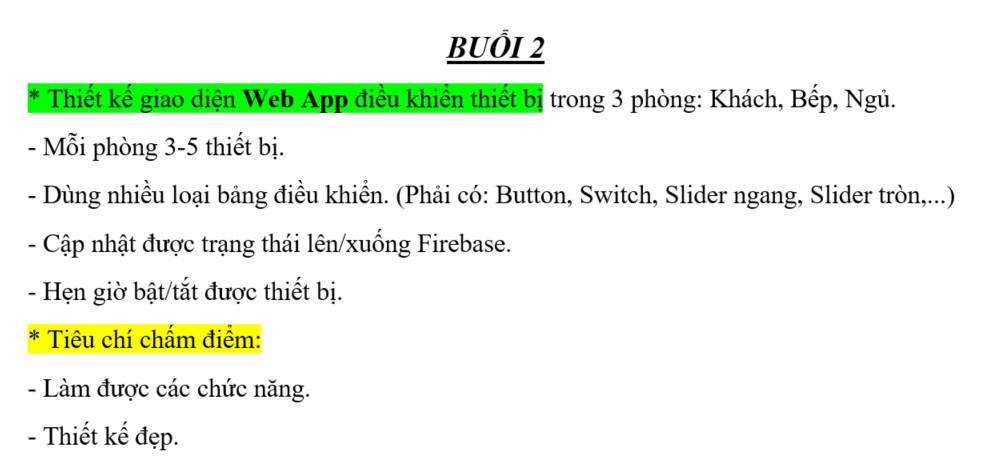 BUỔI 2
* Thiết kế giao diện Web App điều khiển thiết bị trong 3 phòng: Khách, Bếp, Ngủ.
- Mỗi phòng 3-5 thiết bị.
- Dùng nhiều loại bảng điều khiển. (Phải có: Button, Switch, Slider ngang, Slider tròn,...)
- Cập nhật được trạng thái lên/xuống Firebase.
- Hẹn giờ bật/tắt được thiết bị.
* Tiêu chí chấm điểm:
- Làm được các chức năng.
- Thiết kế đẹp.